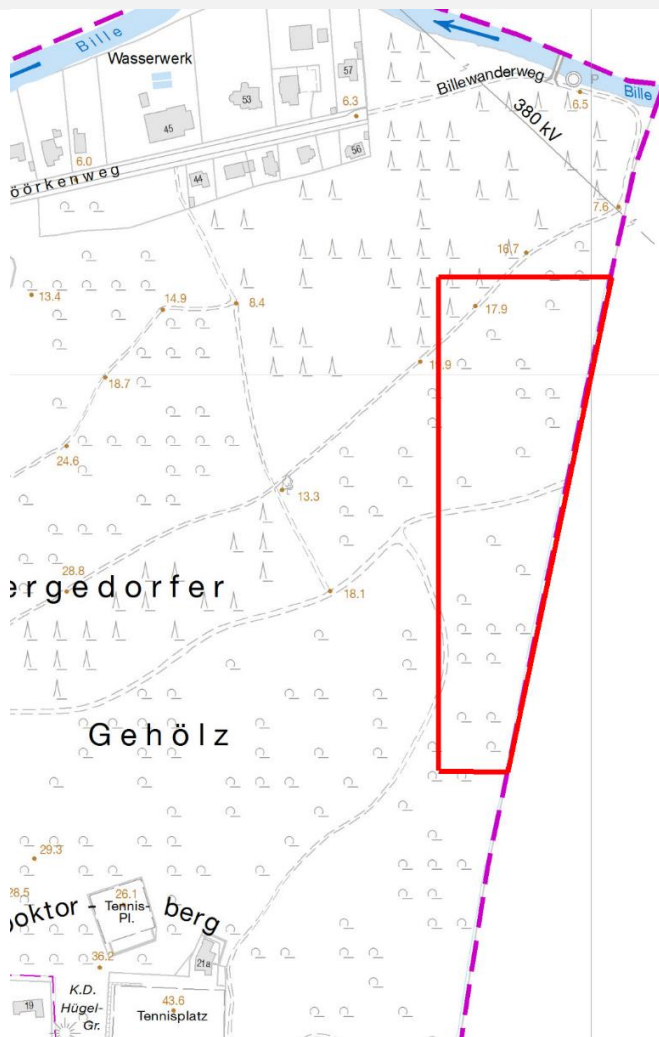 Bille
Wasserwerk
57
53
45
6.3
Billewanderweg
P
6.5
Bille
380 kV
56
6.0
öörkenweg
44
7.6
16.7
13.4
14.9
8.4
17.9
18.7
24.6
13.3
28.8
ergedorfer
18.1
Gehölz
29.3
28.5
26.1
oktor-
Tennis-
Pl.
berg
36.2
21a
K.D.
Hügel-
Gr.
19
43.6
Tennisplatz